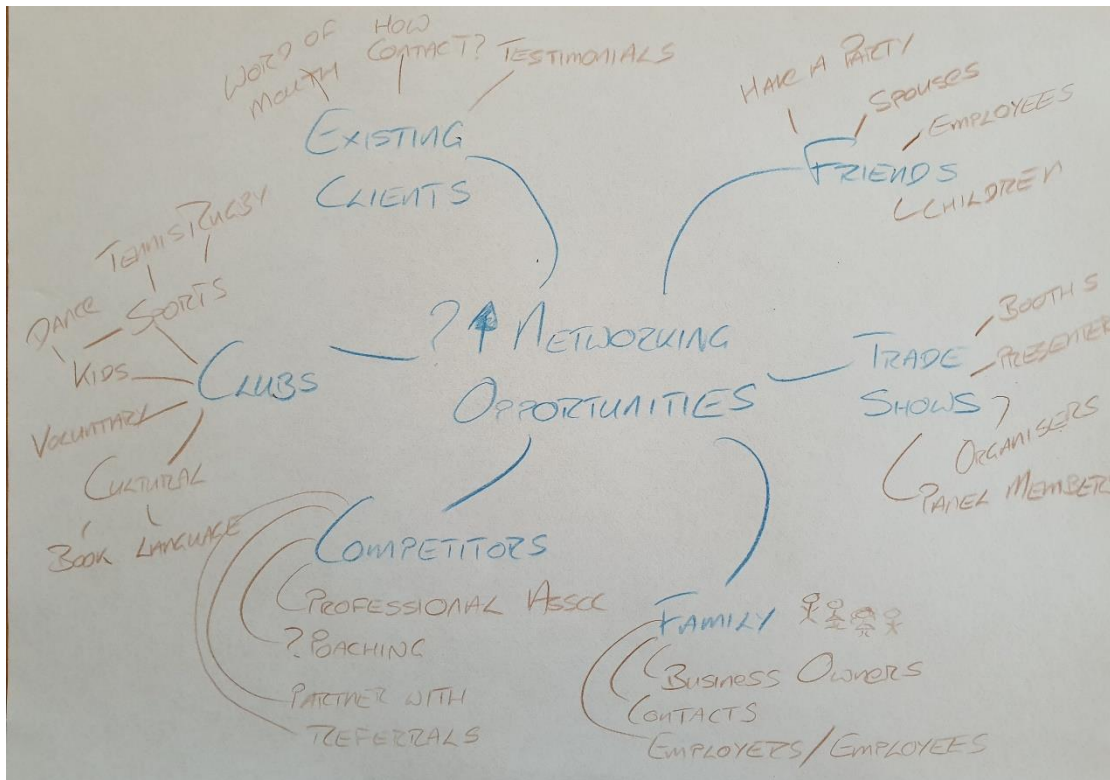 WORD OF
MOUTH
HOW
CONTACT?
TESTIMONIALS
EXISTING
CLIENTS
HAVE A PARTY
SPOUSES
EMPLOYEES
FRIENDS
CHILDREN
TENNIS
RUGBY
DANCE
SPORTS
KIDS
CLUBS
VOLUNTARY
CULTURAL
BOOK
LANGUAGE
? NETWORKING
OPPORTUNITIES
BOOTHS
TRADE
PRESENTER
SHOWS
ORGANISERS
PANEL MEMBER
COMPETITORS
PROFESSIONAL ASSCC
? POACHING
PARTNER WITH
REFERRALS
FAMILY
BUSINESS OWNERS
CONTACTS
EMPLOYERS/EMPLOYEES